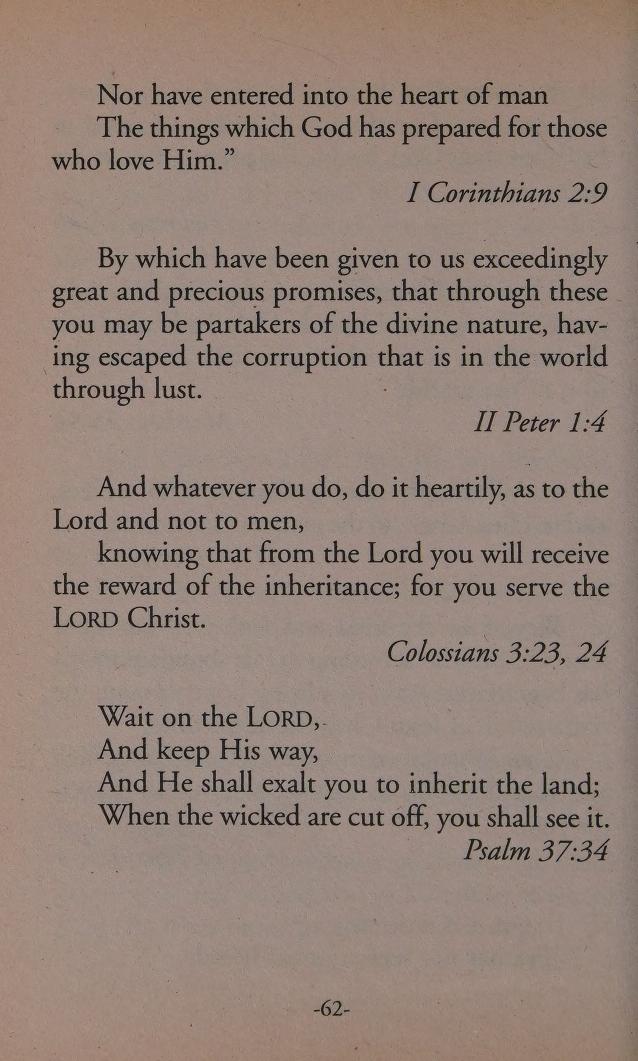 Nor have entered into the heart of man
The things which God has prepared for those
who love Him.”
I Corinthians 2:9
By which have been given to us exceedingly
great and precious promises, that through these
you may be partakers of the divine nature, hav-
ing escaped the corruption that is in the world
through lust.
II Peter 1:4
And whatever you do, do it heartily, as to the
Lord and not to men,
knowing that from the Lord you will receive
the reward of the inheritance; for you serve the
LORD Christ.
Colossians 3:23, 24
Wait on the LORD,
And keep His way,
And He shall exalt you to inherit the land;
When the wicked are cut off, you shall see it.
Psalm 37:34
-62-